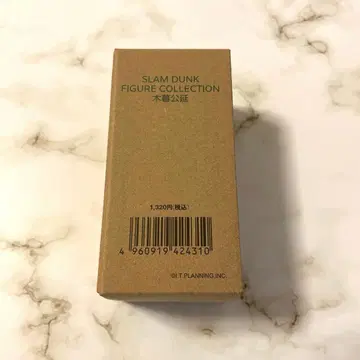 SLAM DUNK
FIGURE COLLECTION
木暮公延
1,320円(税込)
4 960919 424310
©I.T.PLANNING,INC.